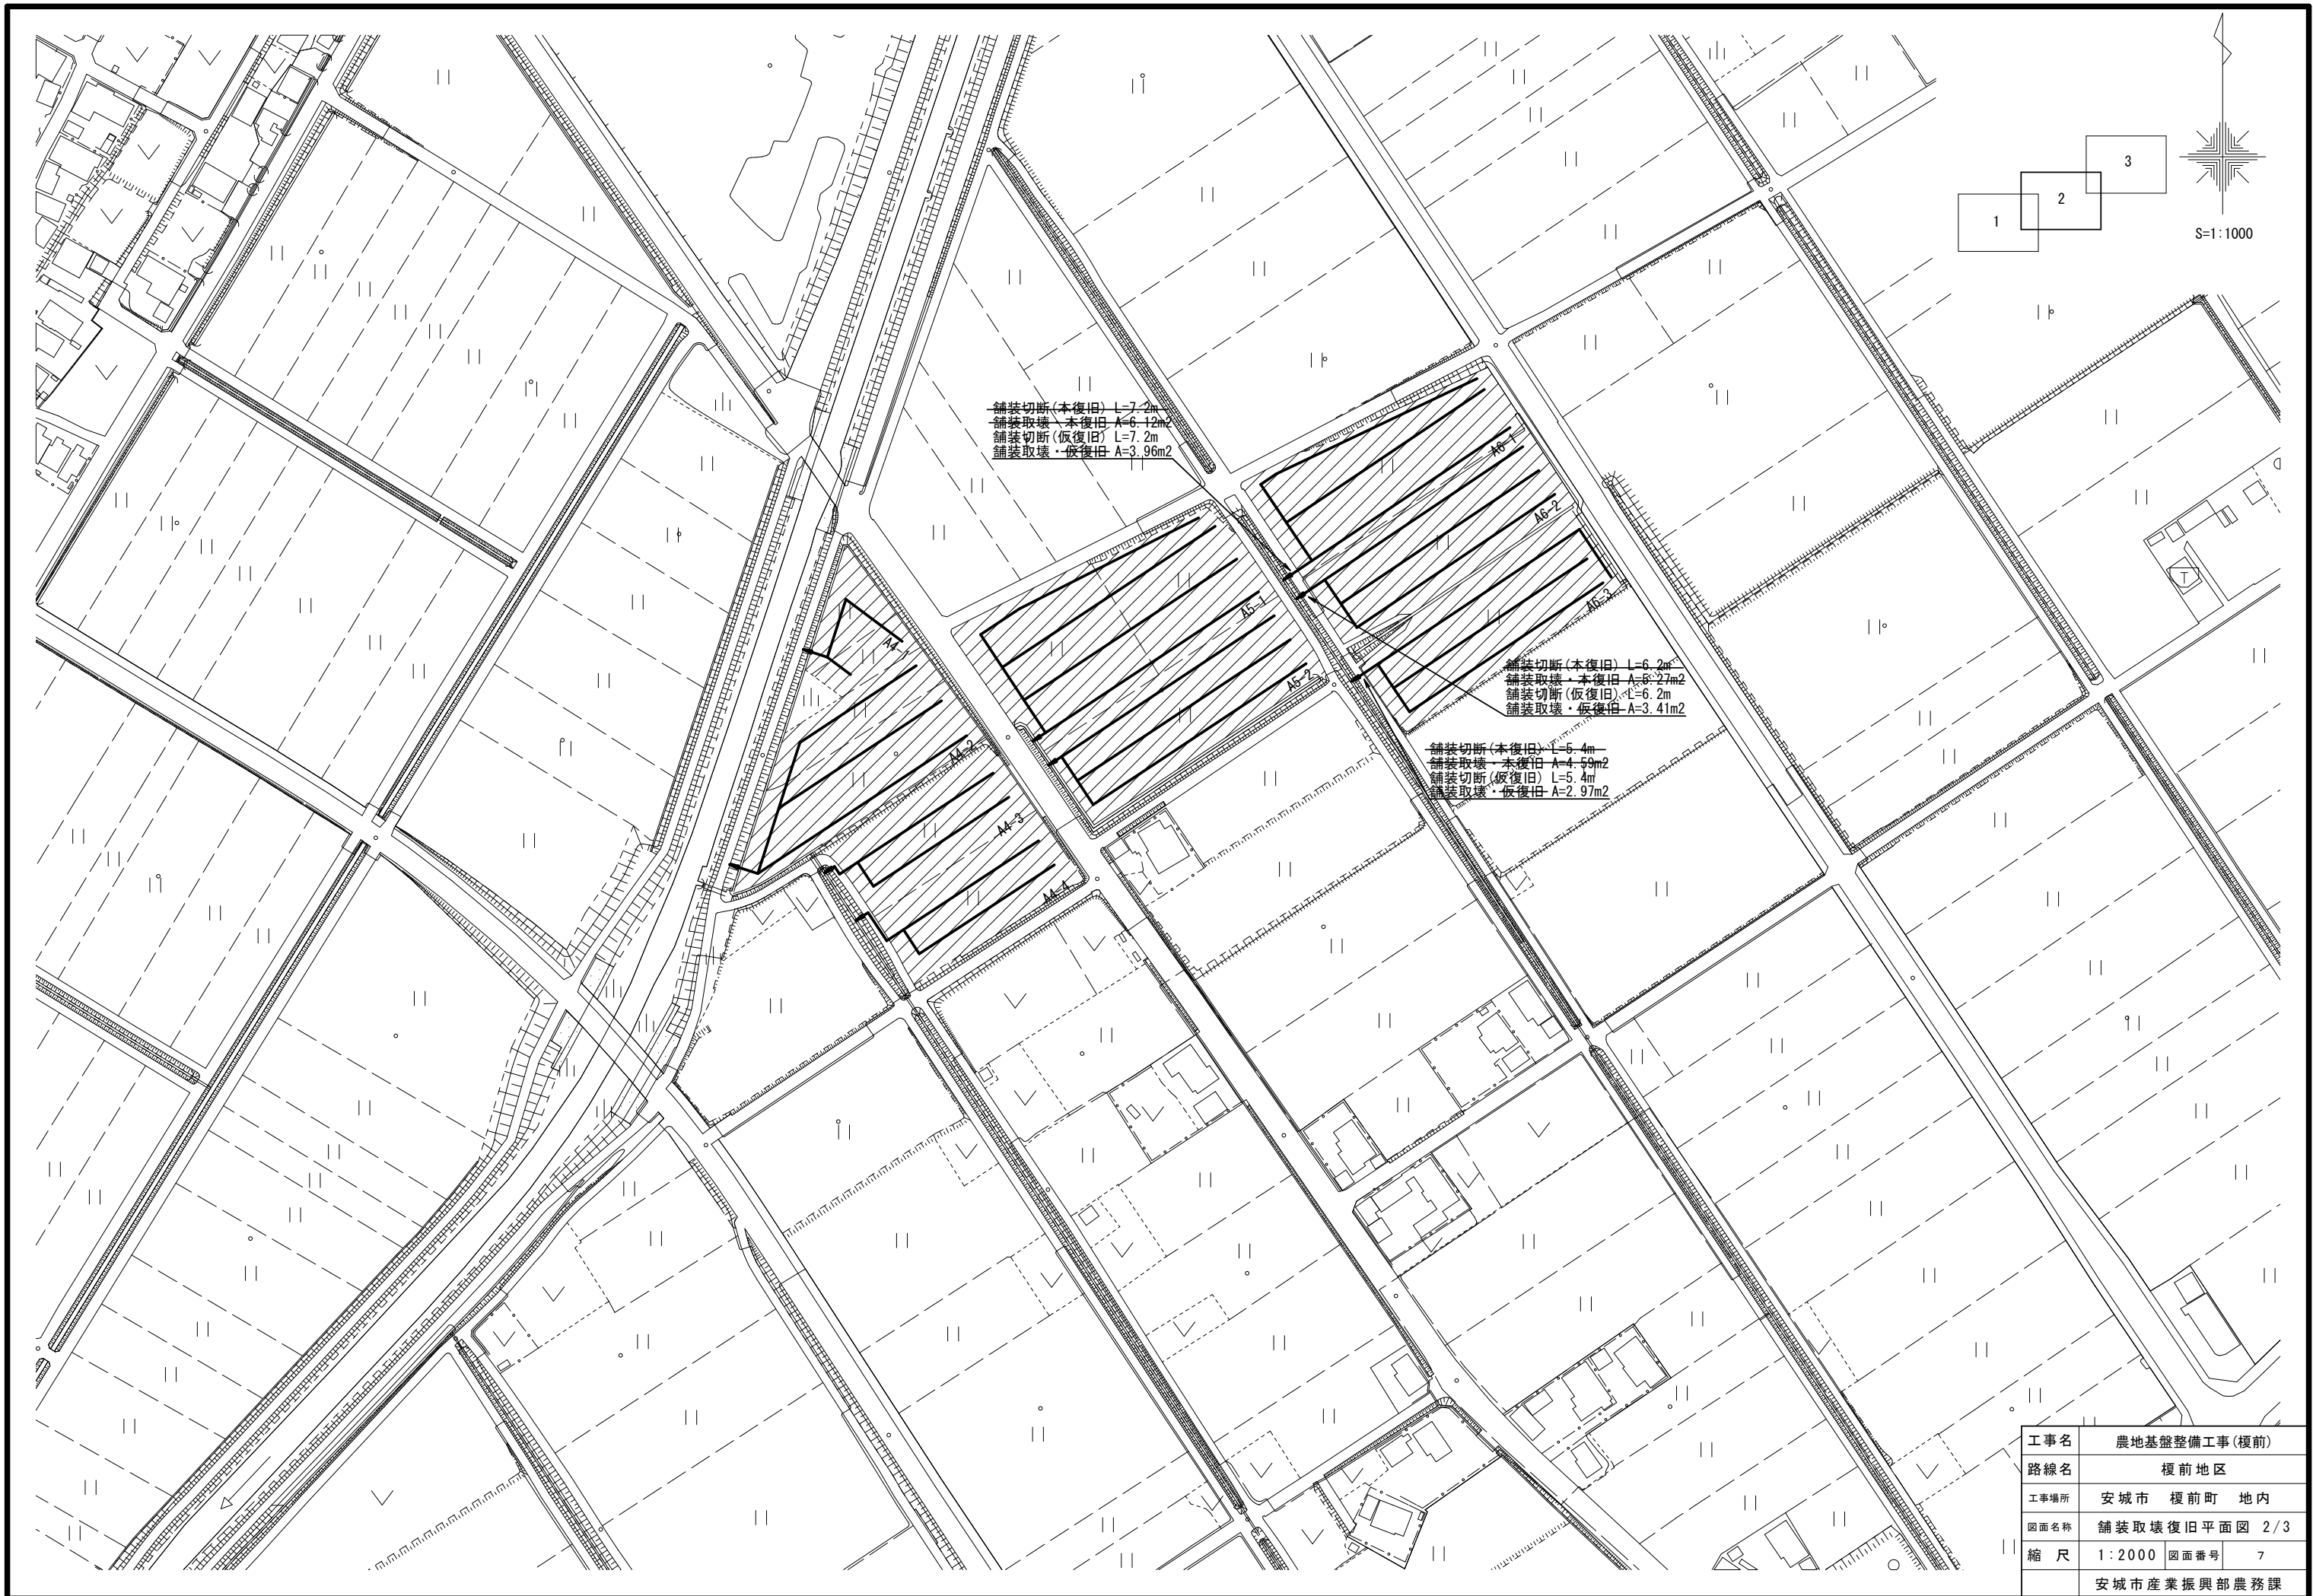 3
2
1
S=1:1000
舗装切断(本復旧) L=7.2m
舗装取壊・本復旧 A=6.12m2
舗装切断(仮復旧) L=7.2m
舗装取壊・仮復旧 A=3.96m2
A6-1
A6-2
A6-3
A5-1
A5-2
A4-1
A4-2
A4-3
A4-4
舗装切断(本復旧) L=6.2m
舗装取壊・本復旧 A=5.27m2
舗装切断(仮復旧) L=6.2m
舗装取壊・仮復旧 A=3.41m2
舗装切断(本復旧) L=5.4m
舗装取壊・本復旧 A=4.59m2
舗装切断(仮復旧) L=5.4m
舗装取壊・仮復旧 A=2.97m2
T
工事名 農地基盤整備工事(榎前)
路線名 榎前地区
工事場所 安城市 榎前町 地内
図面名称 舗装取壊復旧平面図 2/3
縮尺 1:2000 図面番号 7
安城市産業振興部農務課